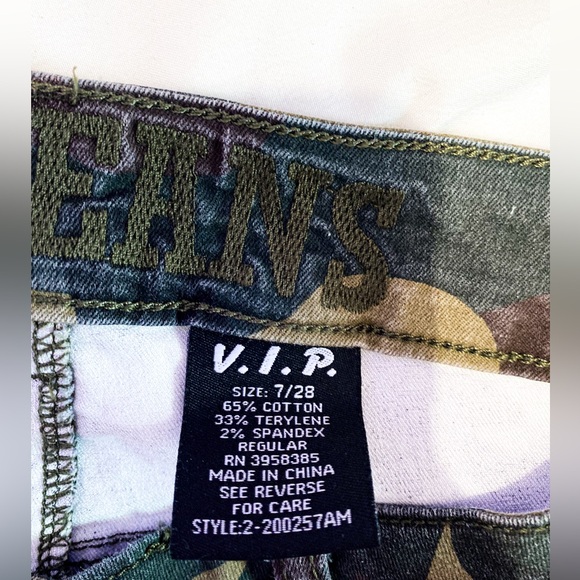 EANS
V.I.P.
SIZE: 7/28
65% COTTON
33% TERYLENE
2% SPANDEX
REGULAR
RN 3958385
MADE IN CHINA
SEE REVERSE
FOR CARE
STYLE:2-200257AM